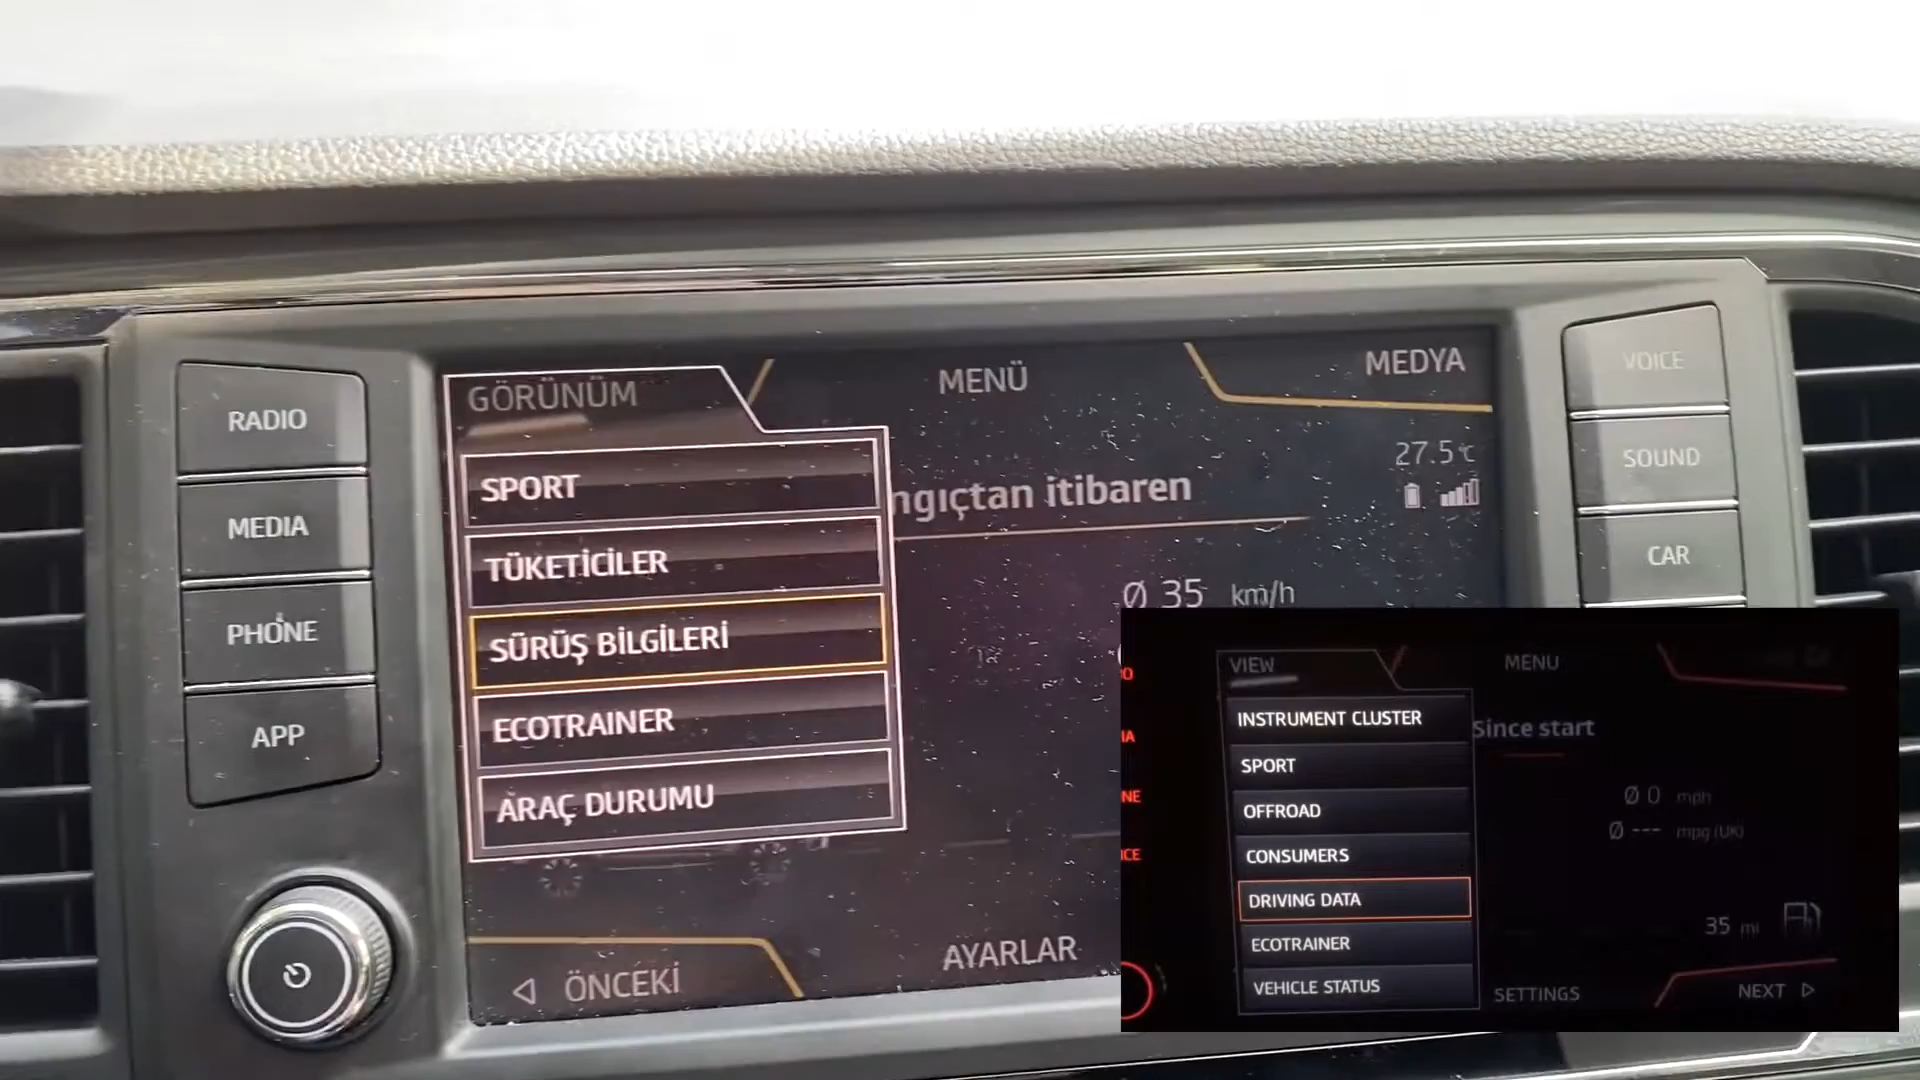 GÖRÜNÜM
MENÜ
MEDYA
VOICE
RADIO
SPORT
27.5°C
MEDIA
TÜKETİCİLER
ngıçtan itibaren
SOUND
PHONE
SÜRÜŞ BİLGİLERİ
Ø 35 km/h
CAR
APP
ECOTRAINER
ARAÇ DURUMU
ÖNCEKİ
AYARLAR
VIEW
MENU
INSTRUMENT CLUSTER
Since start
SPORT
Ø 0 mph
OFFROAD
Ø --- mpg (UK)
CONSUMERS
DRIVING DATA
35 mi
ECOTRAINER
VEHICLE STATUS
SETTINGS
NEXT